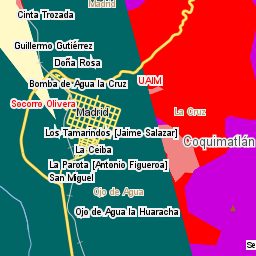 Madrid
Cinta Trozada
Guillermo Gutiérrez
Doña Rosa
UAIM
Bomba de Agua la Cruz
Socorro Olivera
Madrid
La Cruz
Los Tamarindos [Jaime Salazar]
Coquimatlán
La Ceiba
La Parota [Antonio Figueroa]
San Miguel
Ojo de Agua
Ojo de Agua la Huaracha
Se